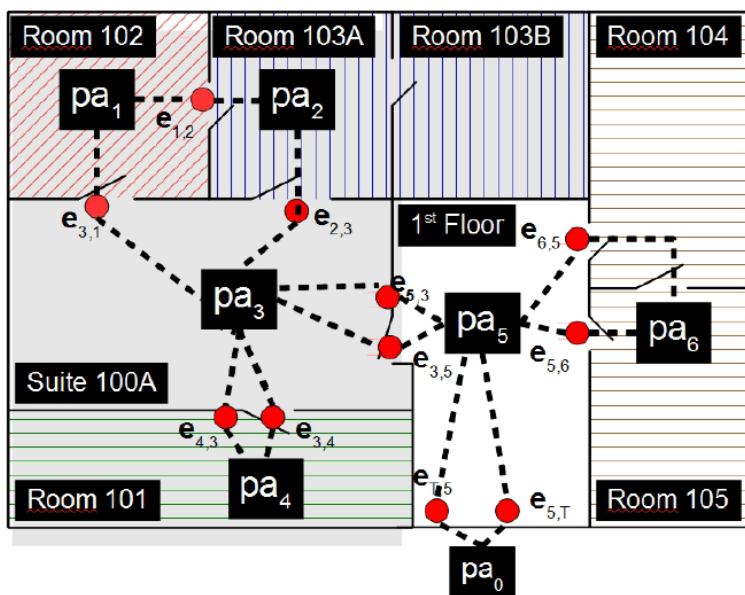 Room 102
Room 103A
Room 103B
Room 104
pa1
pa2
e1,2
e3,1
e2,3
1st Floor
e6,5
pa3
e5,3
pa5
pa6
e3,5
e5,6
Suite 100A
e4,3
e3,4
Room 101
pa4
eT,5
e5,T
Room 105
pa0